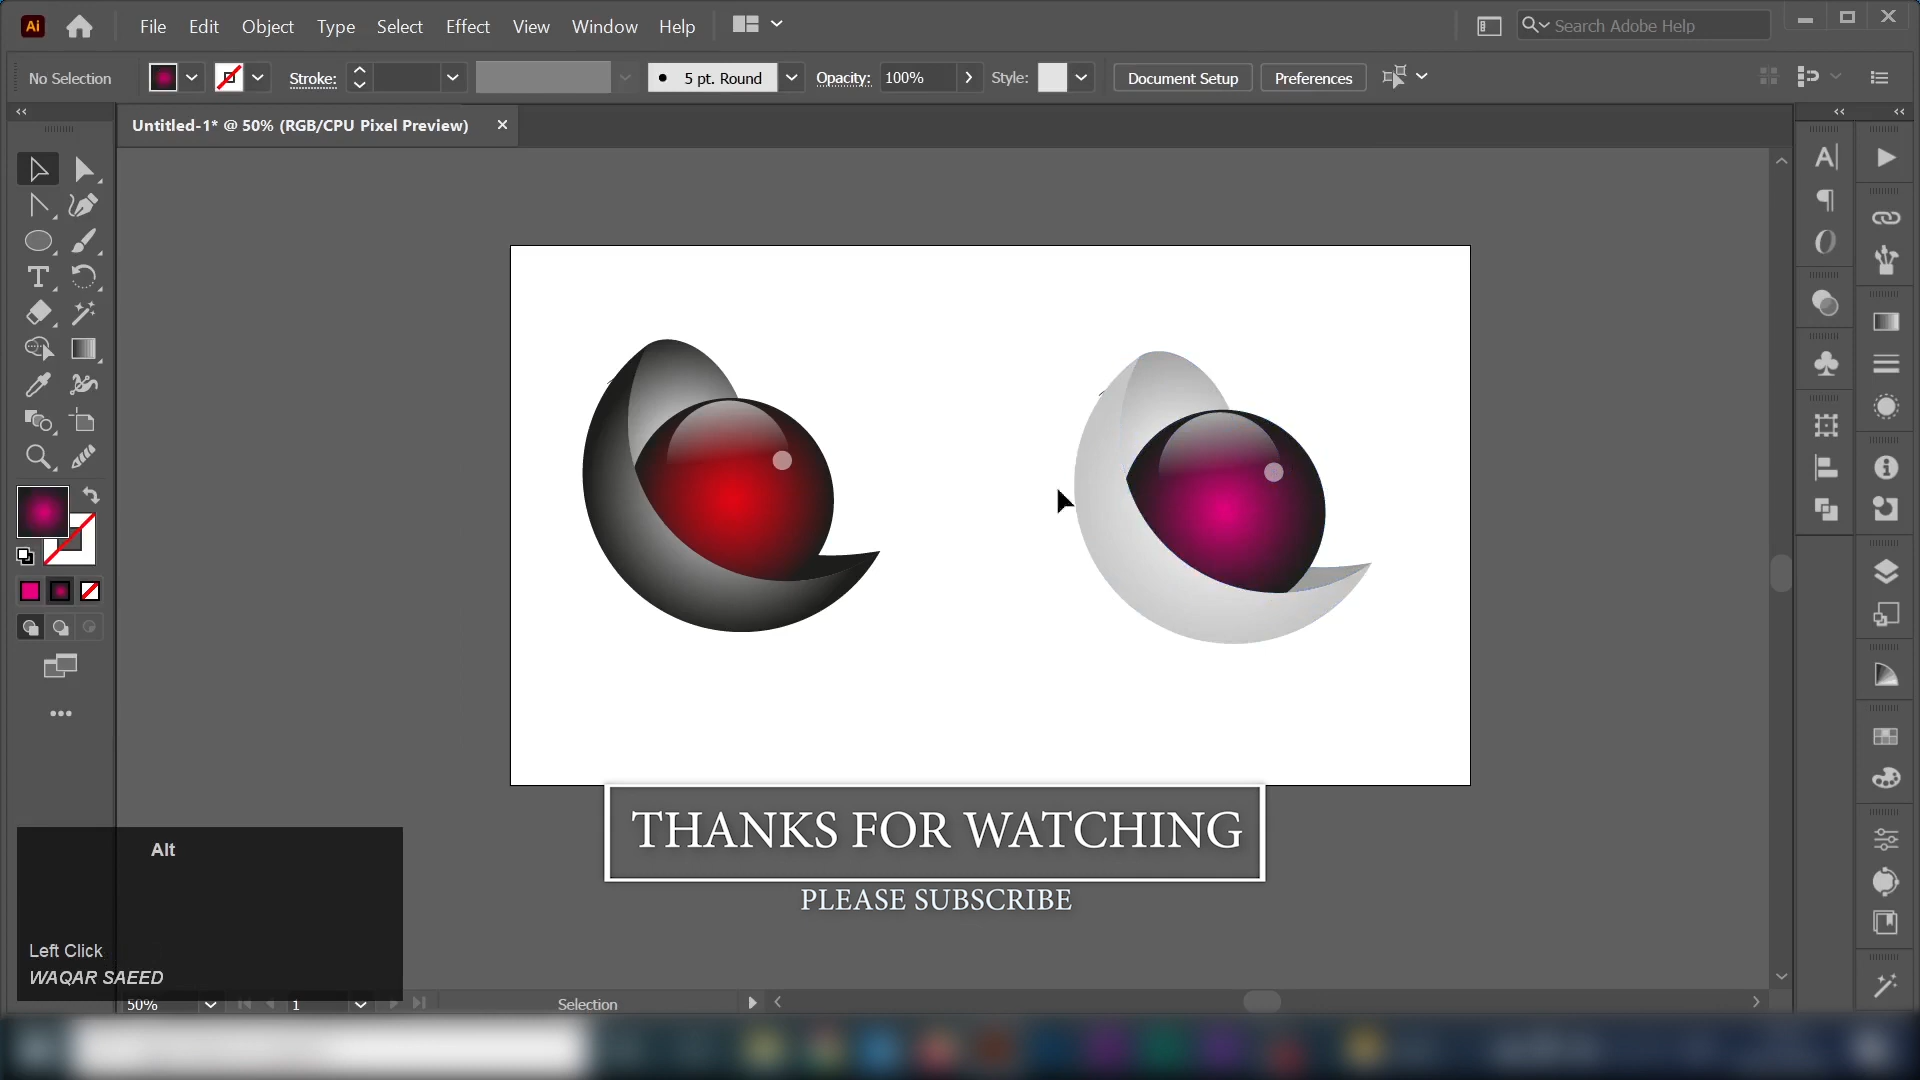 Ai File Edit Object Type Select Effect View Window Help Search Adobe Help
No Selection Stroke: 5 pt. Round Opacity: 100% Style: Document Setup Preferences
Untitled-1* @ 50% (RGB/CPU Pixel Preview)
THANKS FOR WATCHING
PLEASE SUBSCRIBE
Alt
Left Click
WAQAR SAEED
50% 1 Selection